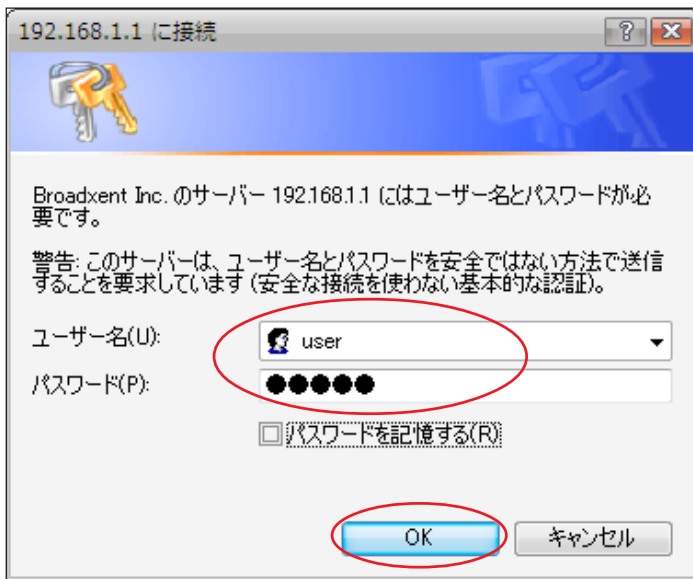 192.168.1.1 に接続
Broadxent Inc. のサーバー 192.168.1.1 にはユーザー名とパスワードが必
要です。
警告: このサーバーは、ユーザー名とパスワードを安全ではない方法で送信
することを要求しています (安全な接続を使わない基本的な認証)。
ユーザー名(U):
user
パスワード(P):
●●●●●
パスワードを記憶する(R)
OK
キャンセル